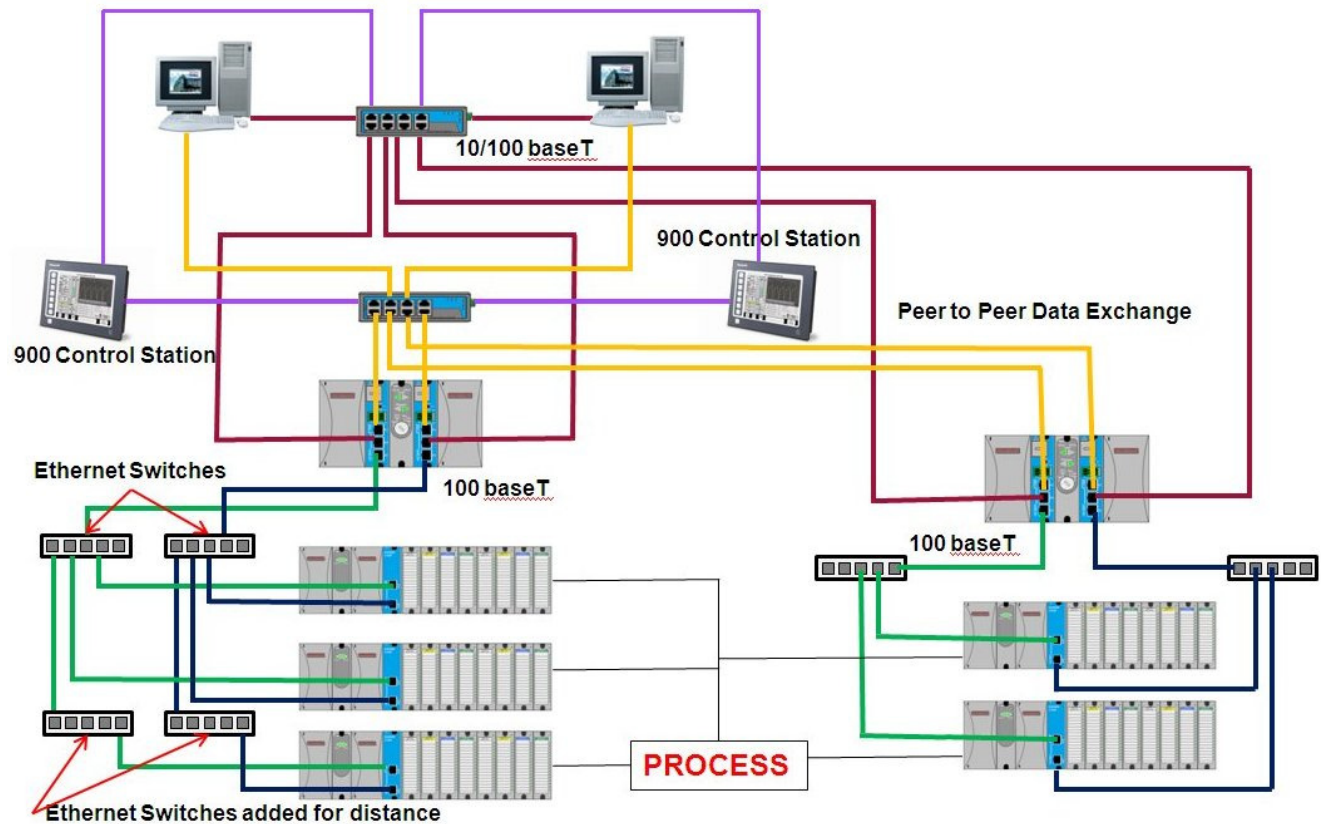 10/100 baseT
900 Control Station
900 Control Station
Peer to Peer Data Exchange
Ethernet Switches
100 baseT
100 baseT
PROCESS
Ethernet Switches added for distance